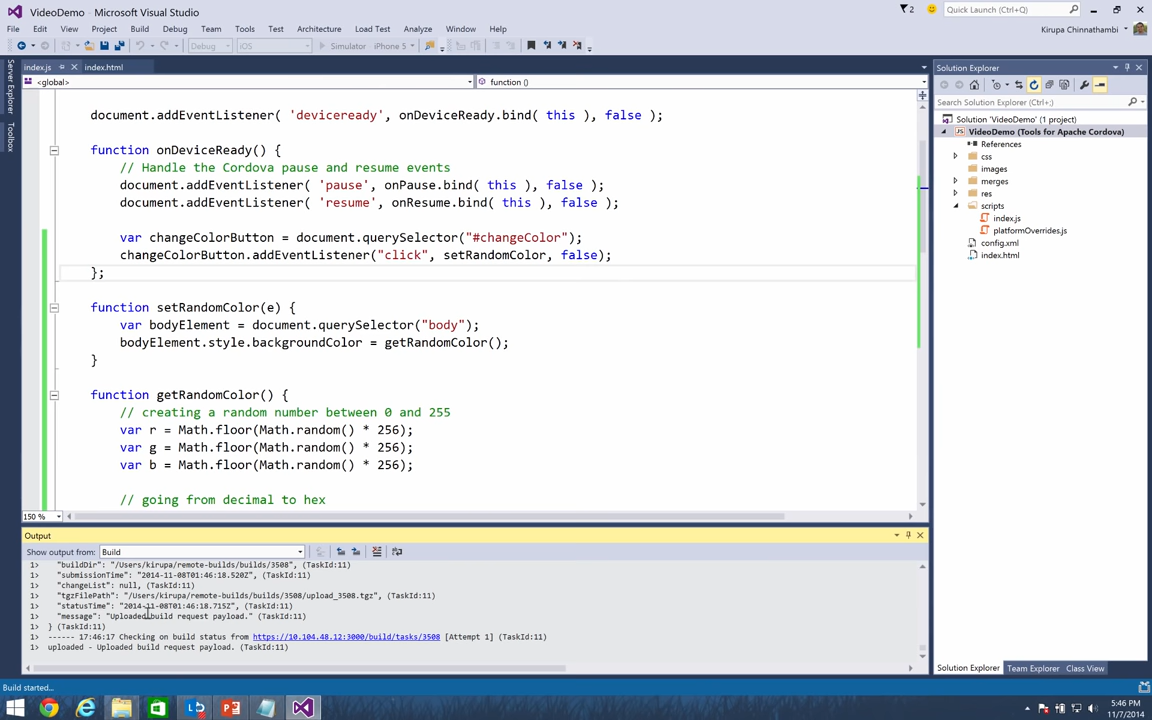 VideoDemo - Microsoft Visual Studio
2
Quick Launch (Ctrl+Q)
File Edit View Project Build Debug Team Tools Test Architecture Load Test Analyze Window Help
Kirupa Chinnathambi
Debug iOS Simulator iPhone 5
Server Explorer
Toolbox
index.js index.html
<global> function ()
document.addEventListener( 'deviceready', onDeviceReady.bind( this ), false );
function onDeviceReady() {
// Handle the Cordova pause and resume events
document.addEventListener( 'pause', onPause.bind( this ), false );
document.addEventListener( 'resume', onResume.bind( this ), false );
var changeColorButton = document.querySelector("#changeColor");
changeColorButton.addEventListener("click", setRandomColor, false);
};
function setRandomColor(e) {
var bodyElement = document.querySelector("body");
bodyElement.style.backgroundColor = getRandomColor();
}
function getRandomColor() {
// creating a random number between 0 and 255
var r = Math.floor(Math.random() * 256);
var g = Math.floor(Math.random() * 256);
var b = Math.floor(Math.random() * 256);
// going from decimal to hex
150 %
Solution Explorer
Search Solution Explorer (Ctrl+;)
Solution 'VideoDemo' (1 project)
JS VideoDemo (Tools for Apache Cordova)
References
css
images
merges
res
scripts
index.js
platformOverrides.js
config.xml
index.html
Solution Explorer Team Explorer Class View
Output
Show output from: Build
1> "buildDir": "/Users/kirupa/remote-builds/builds/3508", (TaskId:11)
1> "submissionTime": "2014-11-08T01:46:18.520Z", (TaskId:11)
1> "changeList": null, (TaskId:11)
1> "tgzFilePath": "/Users/kirupa/remote-builds/builds/3508/upload_3508.tgz", (TaskId:11)
1> "statusTime": "2014-11-08T01:46:18.715Z", (TaskId:11)
1> "message": "Uploaded build request payload." (TaskId:11)
1> } (TaskId:11)
1> ------ 17:46:17 Checking on build status from https://10.104.48.12:3000/build/tasks/3508 [Attempt 1] (TaskId:11)
1> uploaded - Uploaded build request payload. (TaskId:11)
Build started...
5:46 PM
11/7/2014